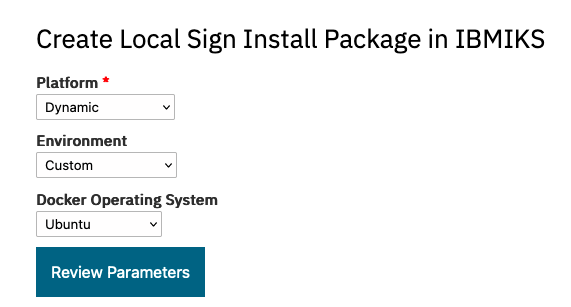 Create Local Sign Install Package in IBMIKS
Platform *
Dynamic
Environment
Custom
Docker Operating System
Ubuntu
Review Parameters